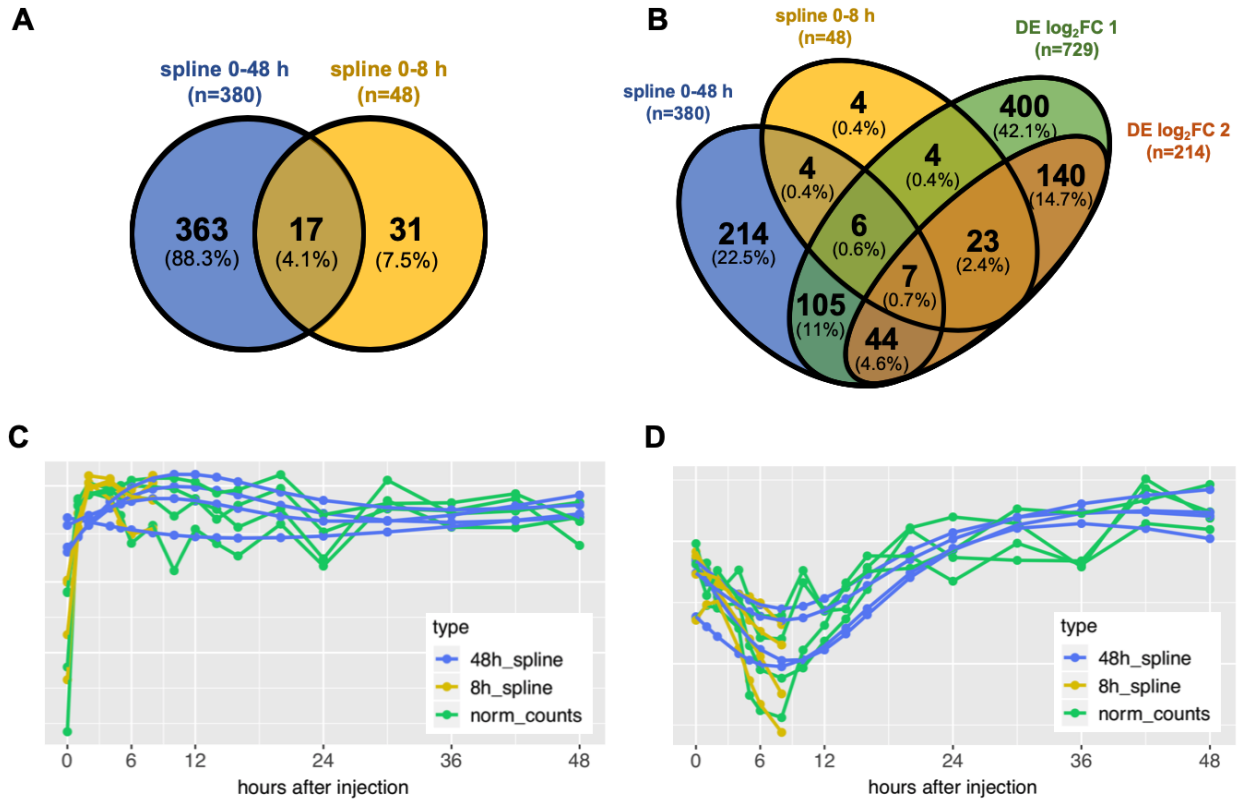 A
spline 0-48 h
(n=380)
spline 0-8 h
(n=48)
363
(88.3%)
17
(4.1%)
31
(7.5%)
B
spline 0-48 h
(n=380)
spline 0-8 h
(n=48)
DE log₂FC 1
(n=729)
DE log₂FC 2
(n=214)
4
(0.4%)
400
(42.1%)
4
(0.4%)
4
(0.4%)
140
(14.7%)
214
(22.5%)
6
(0.6%)
23
(2.4%)
7
(0.7%)
105
(11%)
44
(4.6%)
C
type
48h_spline
8h_spline
norm_counts
0 6 12 24 36 48
hours after injection
D
type
48h_spline
8h_spline
norm_counts
0 6 12 24 36 48
hours after injection